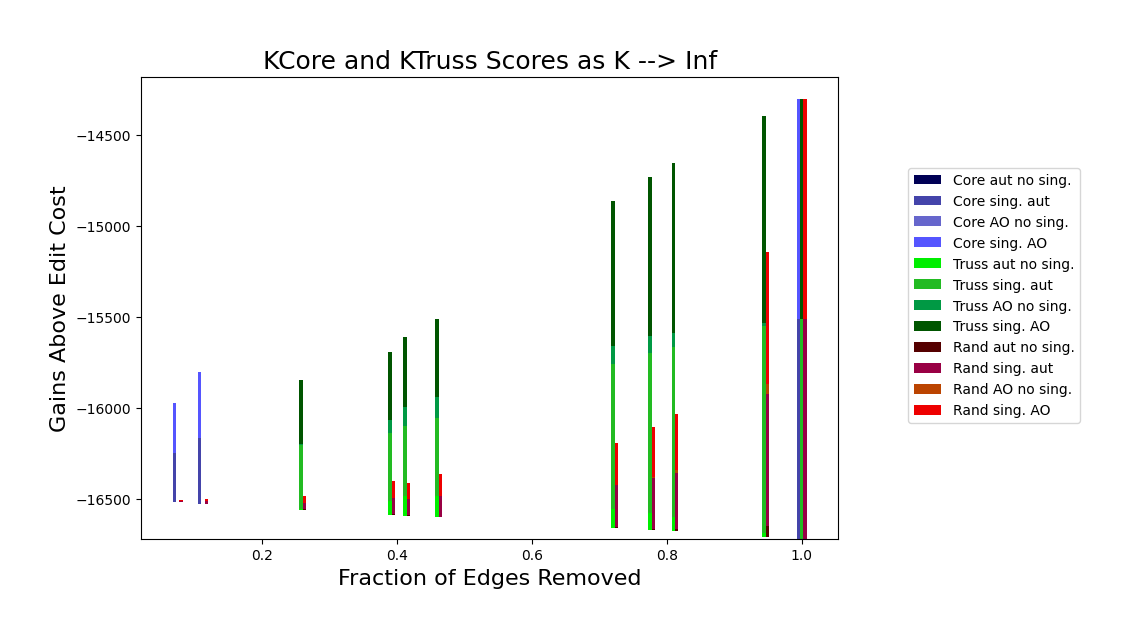 KCore and KTruss Scores as K --> Inf
Gains Above Edit Cost
−14500
−15000
−15500
−16000
−16500
0.2
0.4
0.6
0.8
1.0
Fraction of Edges Removed
Core aut no sing.
Core sing. aut
Core AO no sing.
Core sing. AO
Truss aut no sing.
Truss sing. aut
Truss AO no sing.
Truss sing. AO
Rand aut no sing.
Rand sing. aut
Rand AO no sing.
Rand sing. AO